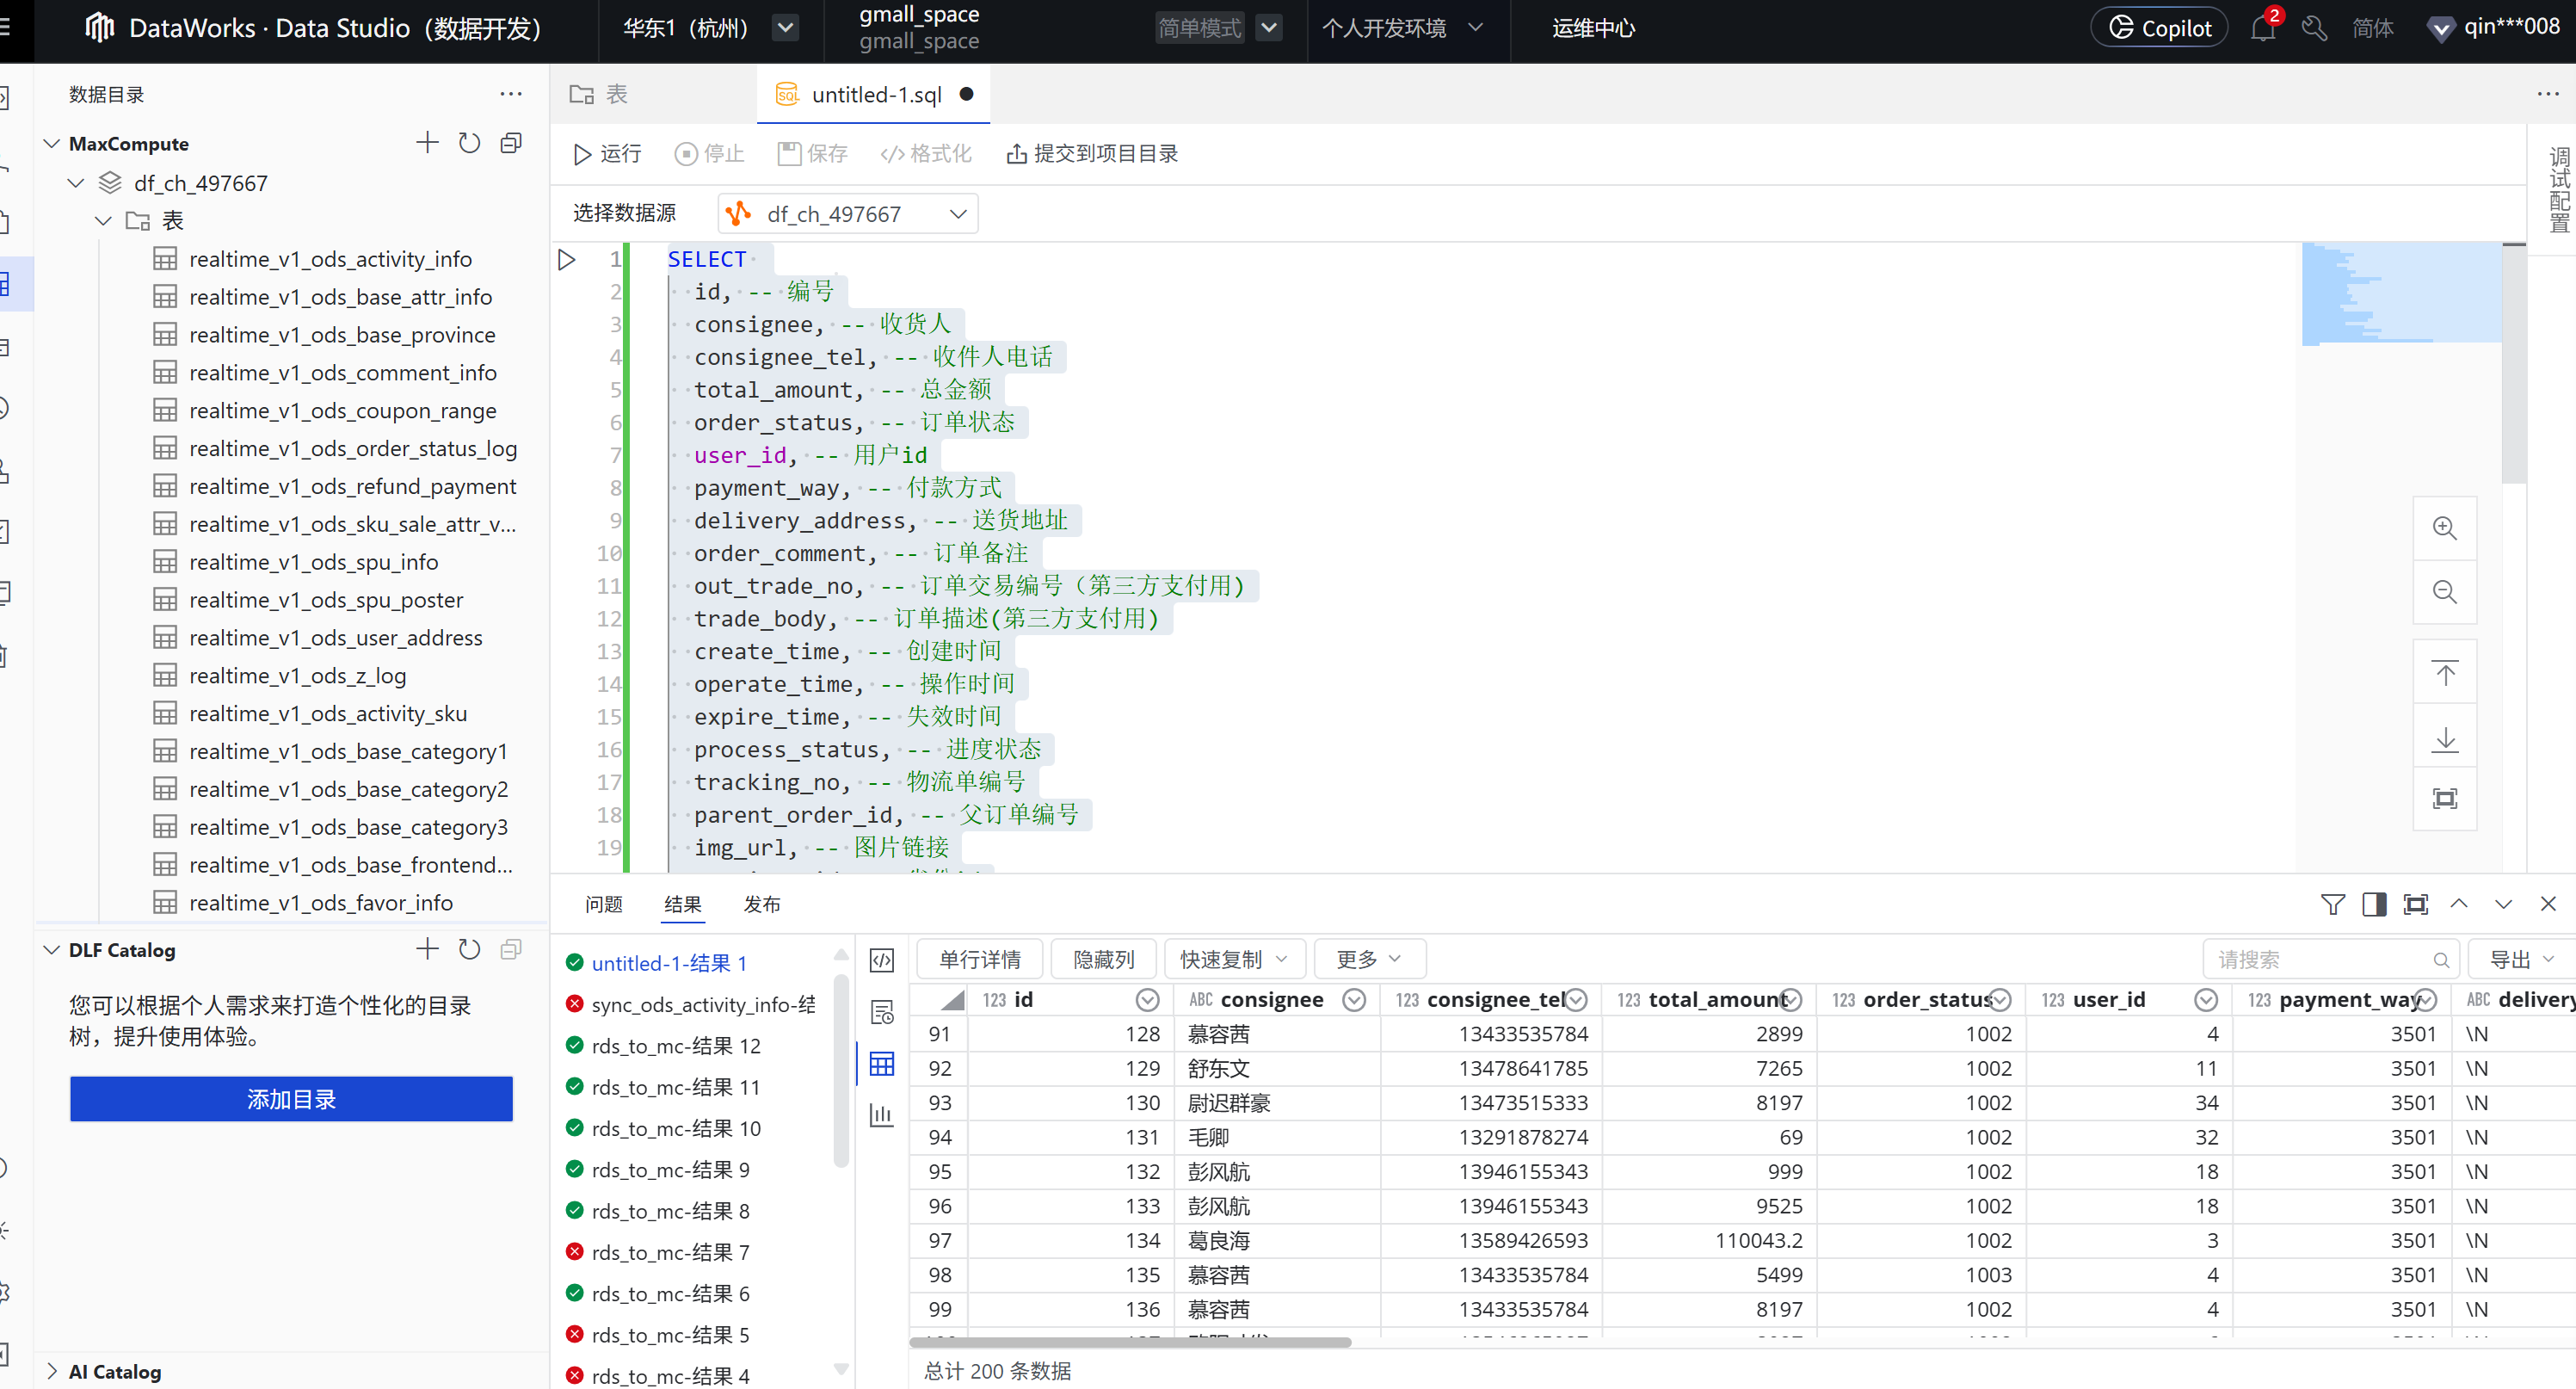 DataWorks · Data Studio（数据开发）
华东1（杭州）
gmall_space
gmall_space
简单模式
个人开发环境
运维中心
Copilot
2
简体
qin***008
数据目录
MaxCompute
df_ch_497667
表
realtime_v1_ods_activity_info
realtime_v1_ods_base_attr_info
realtime_v1_ods_base_province
realtime_v1_ods_comment_info
realtime_v1_ods_coupon_range
realtime_v1_ods_order_status_log
realtime_v1_ods_refund_payment
realtime_v1_ods_sku_sale_attr_v...
realtime_v1_ods_spu_info
realtime_v1_ods_spu_poster
realtime_v1_ods_user_address
realtime_v1_ods_z_log
realtime_v1_ods_activity_sku
realtime_v1_ods_base_category1
realtime_v1_ods_base_category2
realtime_v1_ods_base_category3
realtime_v1_ods_base_frontend...
realtime_v1_ods_favor_info
DLF Catalog
您可以根据个人需求来打造个性化的目录
树，提升使用体验。
添加目录
AI Catalog
表
untitled-1.sql
运行 停止 保存 格式化 提交到项目目录
调试配置
选择数据源 df_ch_497667
1 SELECT
2 id, -- 编号
3 consignee, -- 收货人
4 consignee_tel, -- 收件人电话
5 total_amount, -- 总金额
6 order_status, -- 订单状态
7 user_id, -- 用户id
8 payment_way, -- 付款方式
9 delivery_address, -- 送货地址
10 order_comment, -- 订单备注
11 out_trade_no, -- 订单交易编号（第三方支付用)
12 trade_body, -- 订单描述(第三方支付用)
13 create_time, -- 创建时间
14 operate_time, -- 操作时间
15 expire_time, -- 失效时间
16 process_status, -- 进度状态
17 tracking_no, -- 物流单编号
18 parent_order_id, -- 父订单编号
19 img_url, -- 图片链接
问题 结果 发布
untitled-1-结果 1
sync_ods_activity_info-结
rds_to_mc-结果 12
rds_to_mc-结果 11
rds_to_mc-结果 10
rds_to_mc-结果 9
rds_to_mc-结果 8
rds_to_mc-结果 7
rds_to_mc-结果 6
rds_to_mc-结果 5
rds_to_mc-结果 4
单行详情 隐藏列 快速复制 更多 请搜索 导出
123 id ABC consignee 123 consignee_tel 123 total_amount 123 order_status 123 user_id 123 payment_way ABC delivery
91 128 慕容茜 13433535784 2899 1002 4 3501 \N
92 129 舒东文 13478641785 7265 1002 11 3501 \N
93 130 尉迟群豪 13473515333 8197 1002 34 3501 \N
94 131 毛卿 13291878274 69 1002 32 3501 \N
95 132 彭风航 13946155343 999 1002 18 3501 \N
96 133 彭风航 13946155343 9525 1002 18 3501 \N
97 134 葛良海 13589426593 110043.2 1002 3 3501 \N
98 135 慕容茜 13433535784 5499 1003 4 3501 \N
99 136 慕容茜 13433535784 8197 1002 4 3501 \N
总计 200 条数据